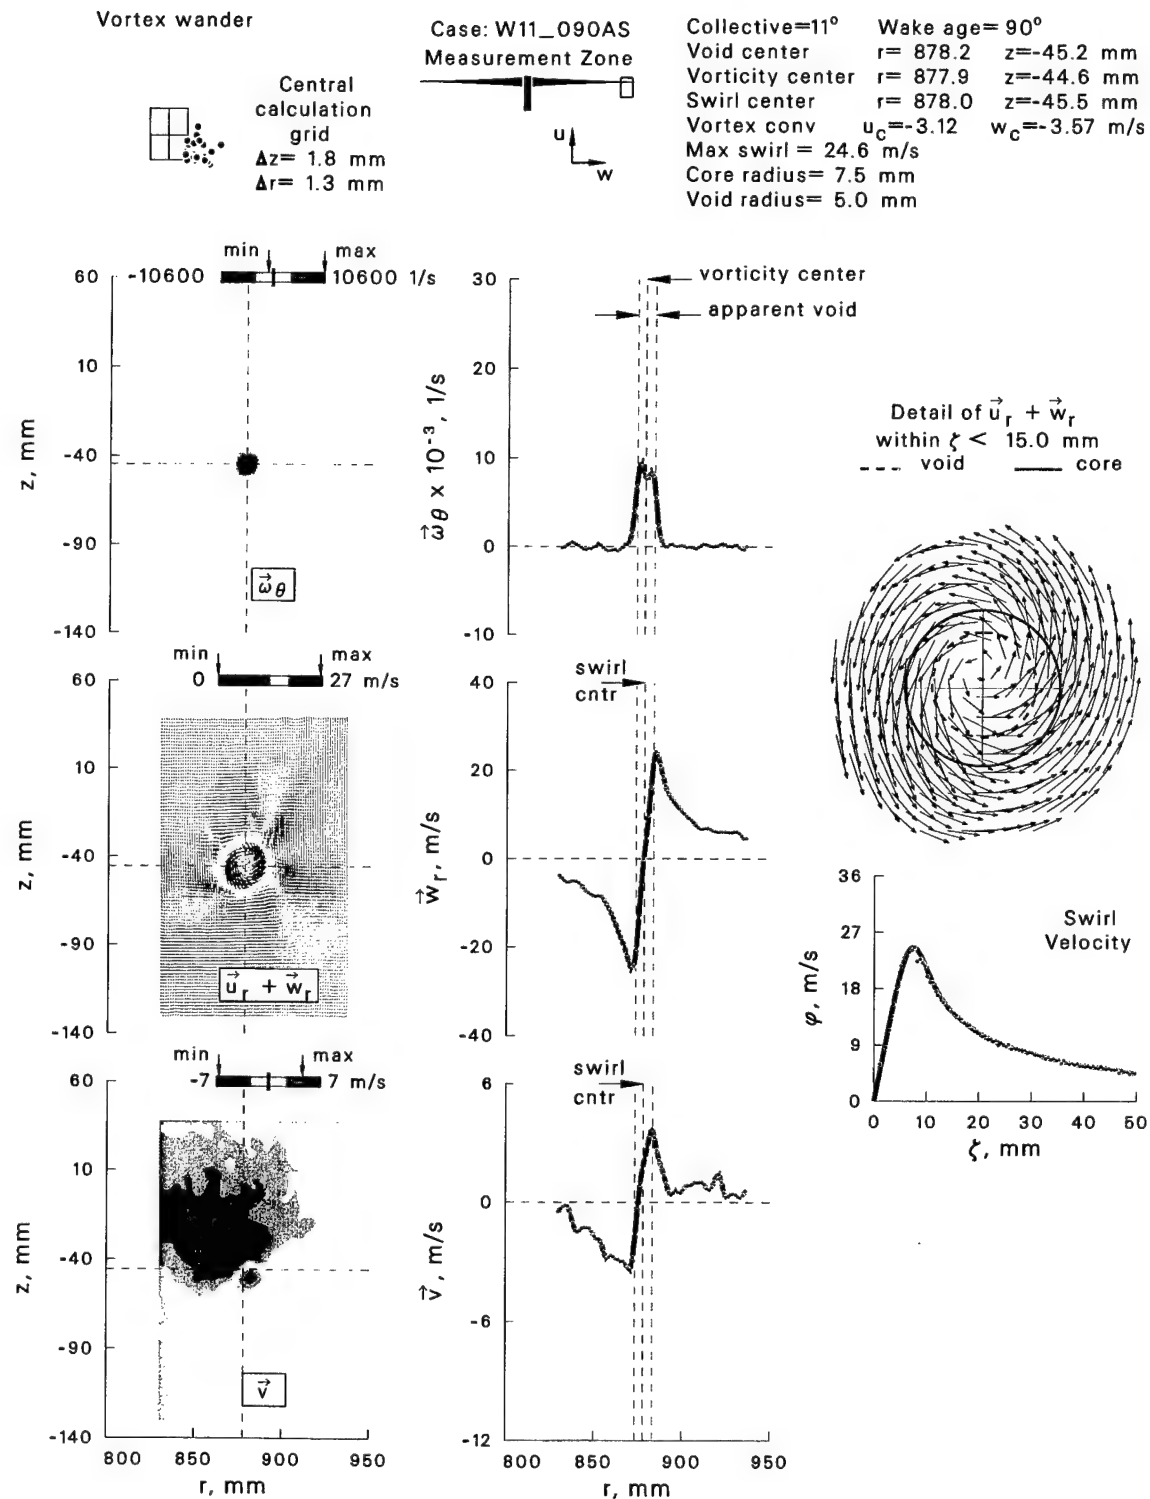 Vortex wander
Central
calculation
grid
Δz= 1.8 mm
Δr= 1.3 mm
Case: W11_090AS
Measurement Zone
u
w
Collective=11° Wake age= 90°
Void center r= 878.2 z=-45.2 mm
Vorticity center r= 877.9 z=-44.6 mm
Swirl center r= 878.0 z=-45.5 mm
Vortex conv u_c=-3.12 w_c=-3.57 m/s
Max swirl = 24.6 m/s
Core radius= 7.5 mm
Void radius= 5.0 mm
min max
-10600 10600 1/s
60
10
-40
-90
-140
z, mm
ω⃗θ
30
20
10
0
-10
ω⃗θ x 10⁻³, 1/s
vorticity center
apparent void
Detail of u⃗r + w⃗r
within ζ < 15.0 mm
void core
min max
0 27 m/s
60
10
-40
-90
-140
z, mm
u⃗r + w⃗r
swirl
cntr
40
20
0
-20
-40
w⃗r, m/s
36
27
18
9
0
φ, m/s
Swirl
Velocity
0 10 20 30 40 50
ζ, mm
min max
-7 7 m/s
60
10
-40
-90
-140
z, mm
v⃗
800 850 900 950
r, mm
swirl
cntr
6
0
-6
-12
v⃗, m/s
800 850 900 950
r, mm